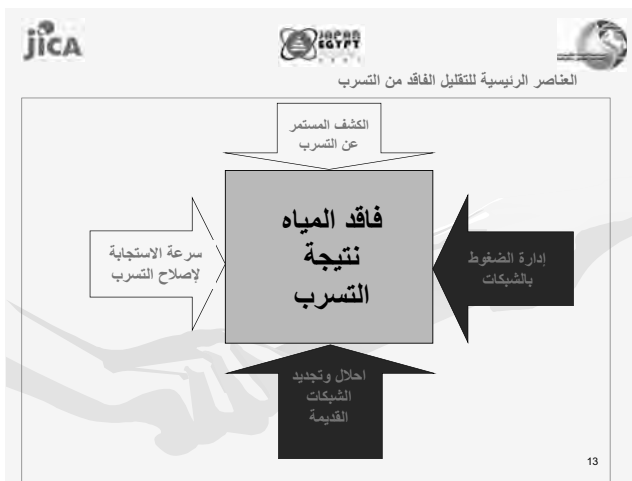 jica
JAPAN
EGYPT
العناصر الرئيسية للتقليل الفاقد من التسرب
الكشف المستمر
عن التسرب
فاقد المياه
نتيجة
التسرب
سرعة الاستجابة
لإصلاح التسرب
إدارة الضغوط
بالشبكات
احلال وتجديد
الشبكات
القديمة
13